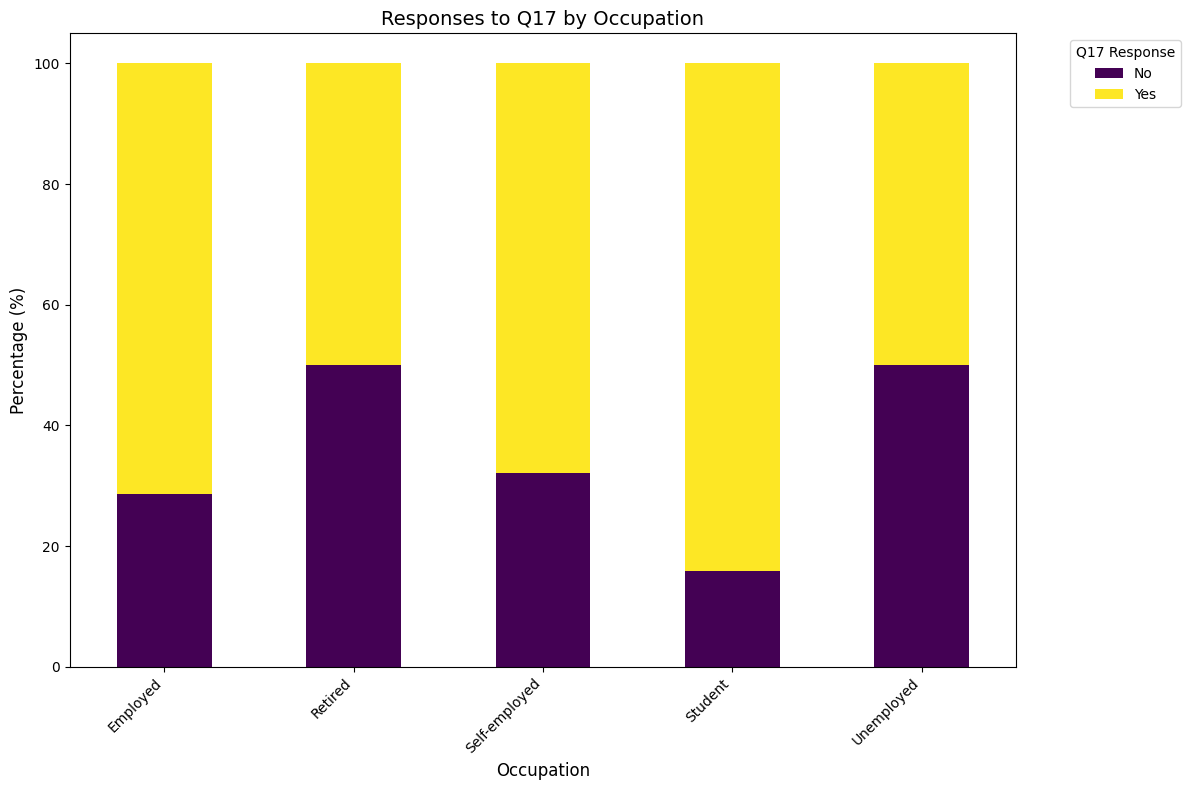 Responses to Q17 by Occupation
Q17 Response
No
Yes
Percentage (%)
100
80
60
40
20
0
Employed
Retired
Self-employed
Student
Unemployed
Occupation